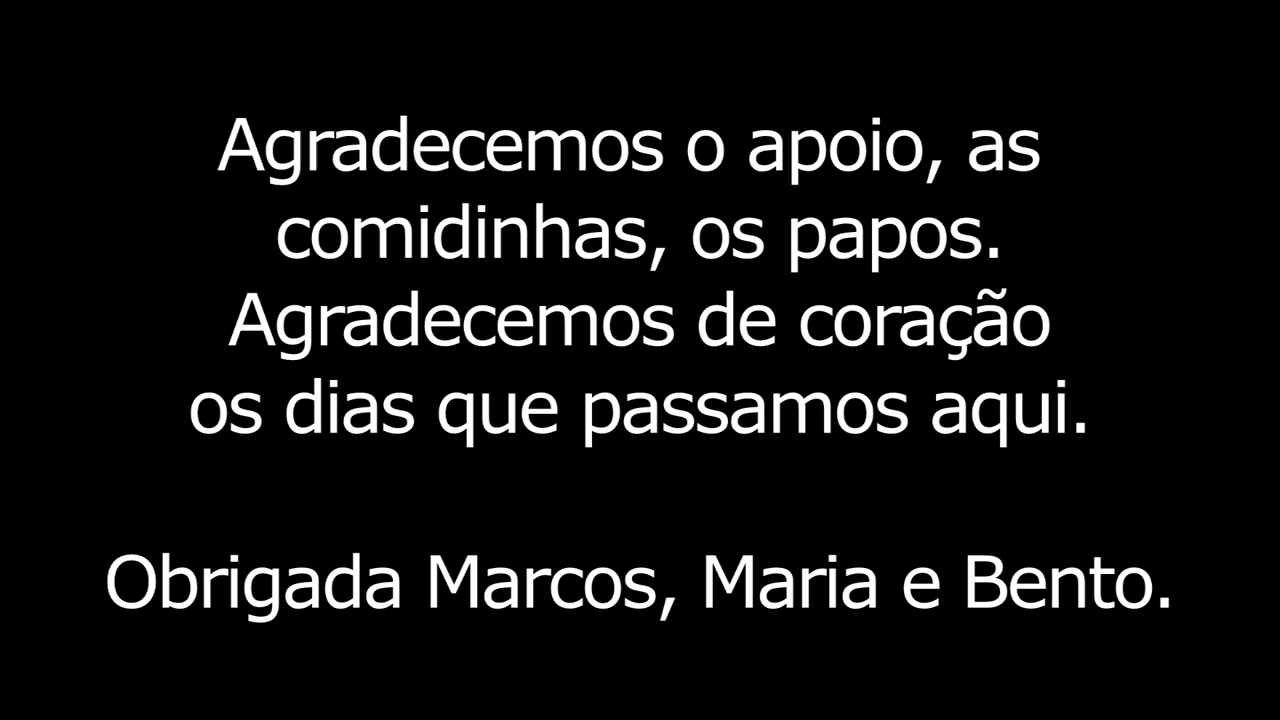 Agradecemos o apoio, as
comidinhas, os papos.
Agradecemos de coração
os dias que passamos aqui.
Obrigada Marcos, Maria e Bento.